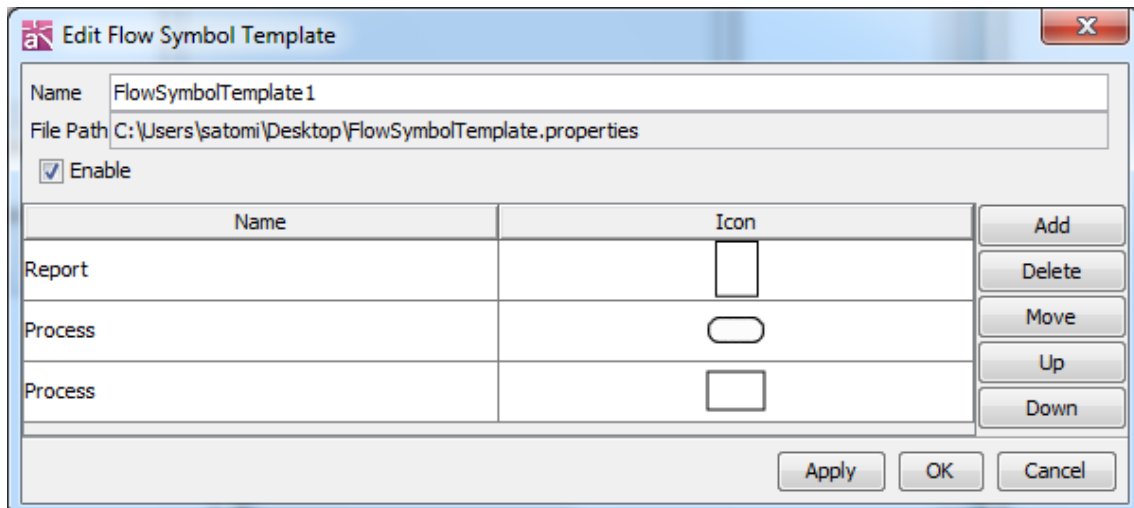 Edit Flow Symbol Template
Name FlowSymbolTemplate1
File Path C:\Users\satomi\Desktop\FlowSymbolTemplate.properties
Enable
Name Icon Add
Report Delete
Process Move
Up
Process Down
Apply OK Cancel